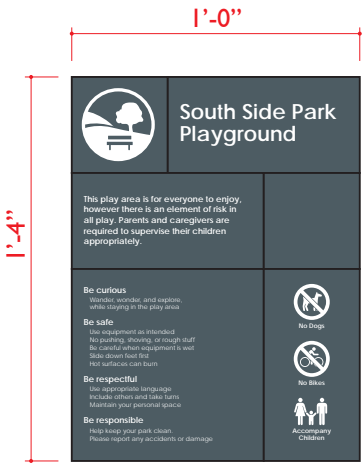 1’-0”
1’-4”
South Side Park
Playground
This play area is for everyone to enjoy,
however there is an element of risk in
all play. Parents and caregivers are
required to supervise their children
appropriately.
Be curious
Wander, wonder, and explore,
while staying in the play area
Be safe
Use equipment as intended
No pushing, shoving, or rough stuff
Be careful when equipment is wet
Slide down feet first
Hot surfaces can burn
Be respectful
Use appropriate language
Include others and take turns
Maintain your personal space
Be responsible
Help keep your park clean.
Please report any accidents or damage
No Dogs
No Bikes
Accompany
Children